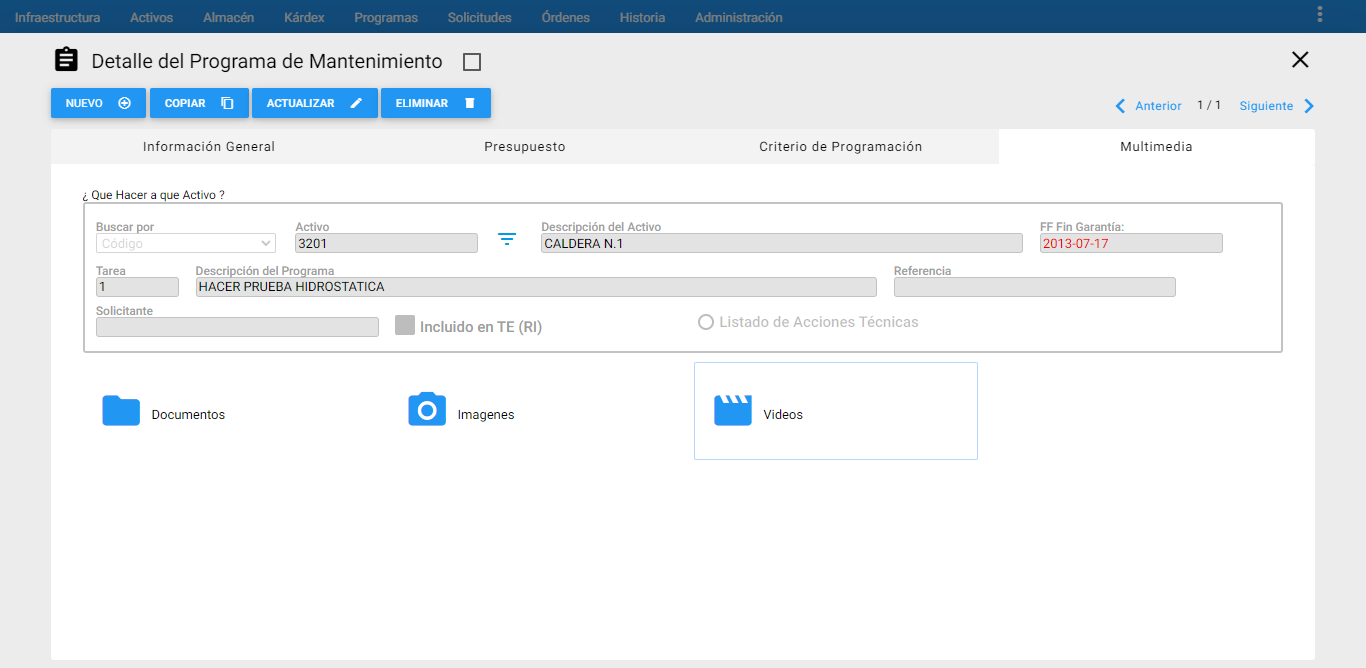 Infraestructura Activos Almacén Kárdex Programas Solicitudes Órdenes Historia Administración
Detalle del Programa de Mantenimiento
NUEVO COPIAR ACTUALIZAR ELIMINAR
Anterior 1 / 1 Siguiente
Información General Presupuesto Criterio de Programación Multimedia
¿ Que Hacer a que Activo ?
Buscar por Activo Descripción del Activo FF Fin Garantía:
Código 3201 CALDERA N.1 2013-07-17
Tarea Descripción del Programa Referencia
1 HACER PRUEBA HIDROSTATICA
Solicitante
Incluido en TE (RI) Listado de Acciones Técnicas
Documentos Imagenes Videos